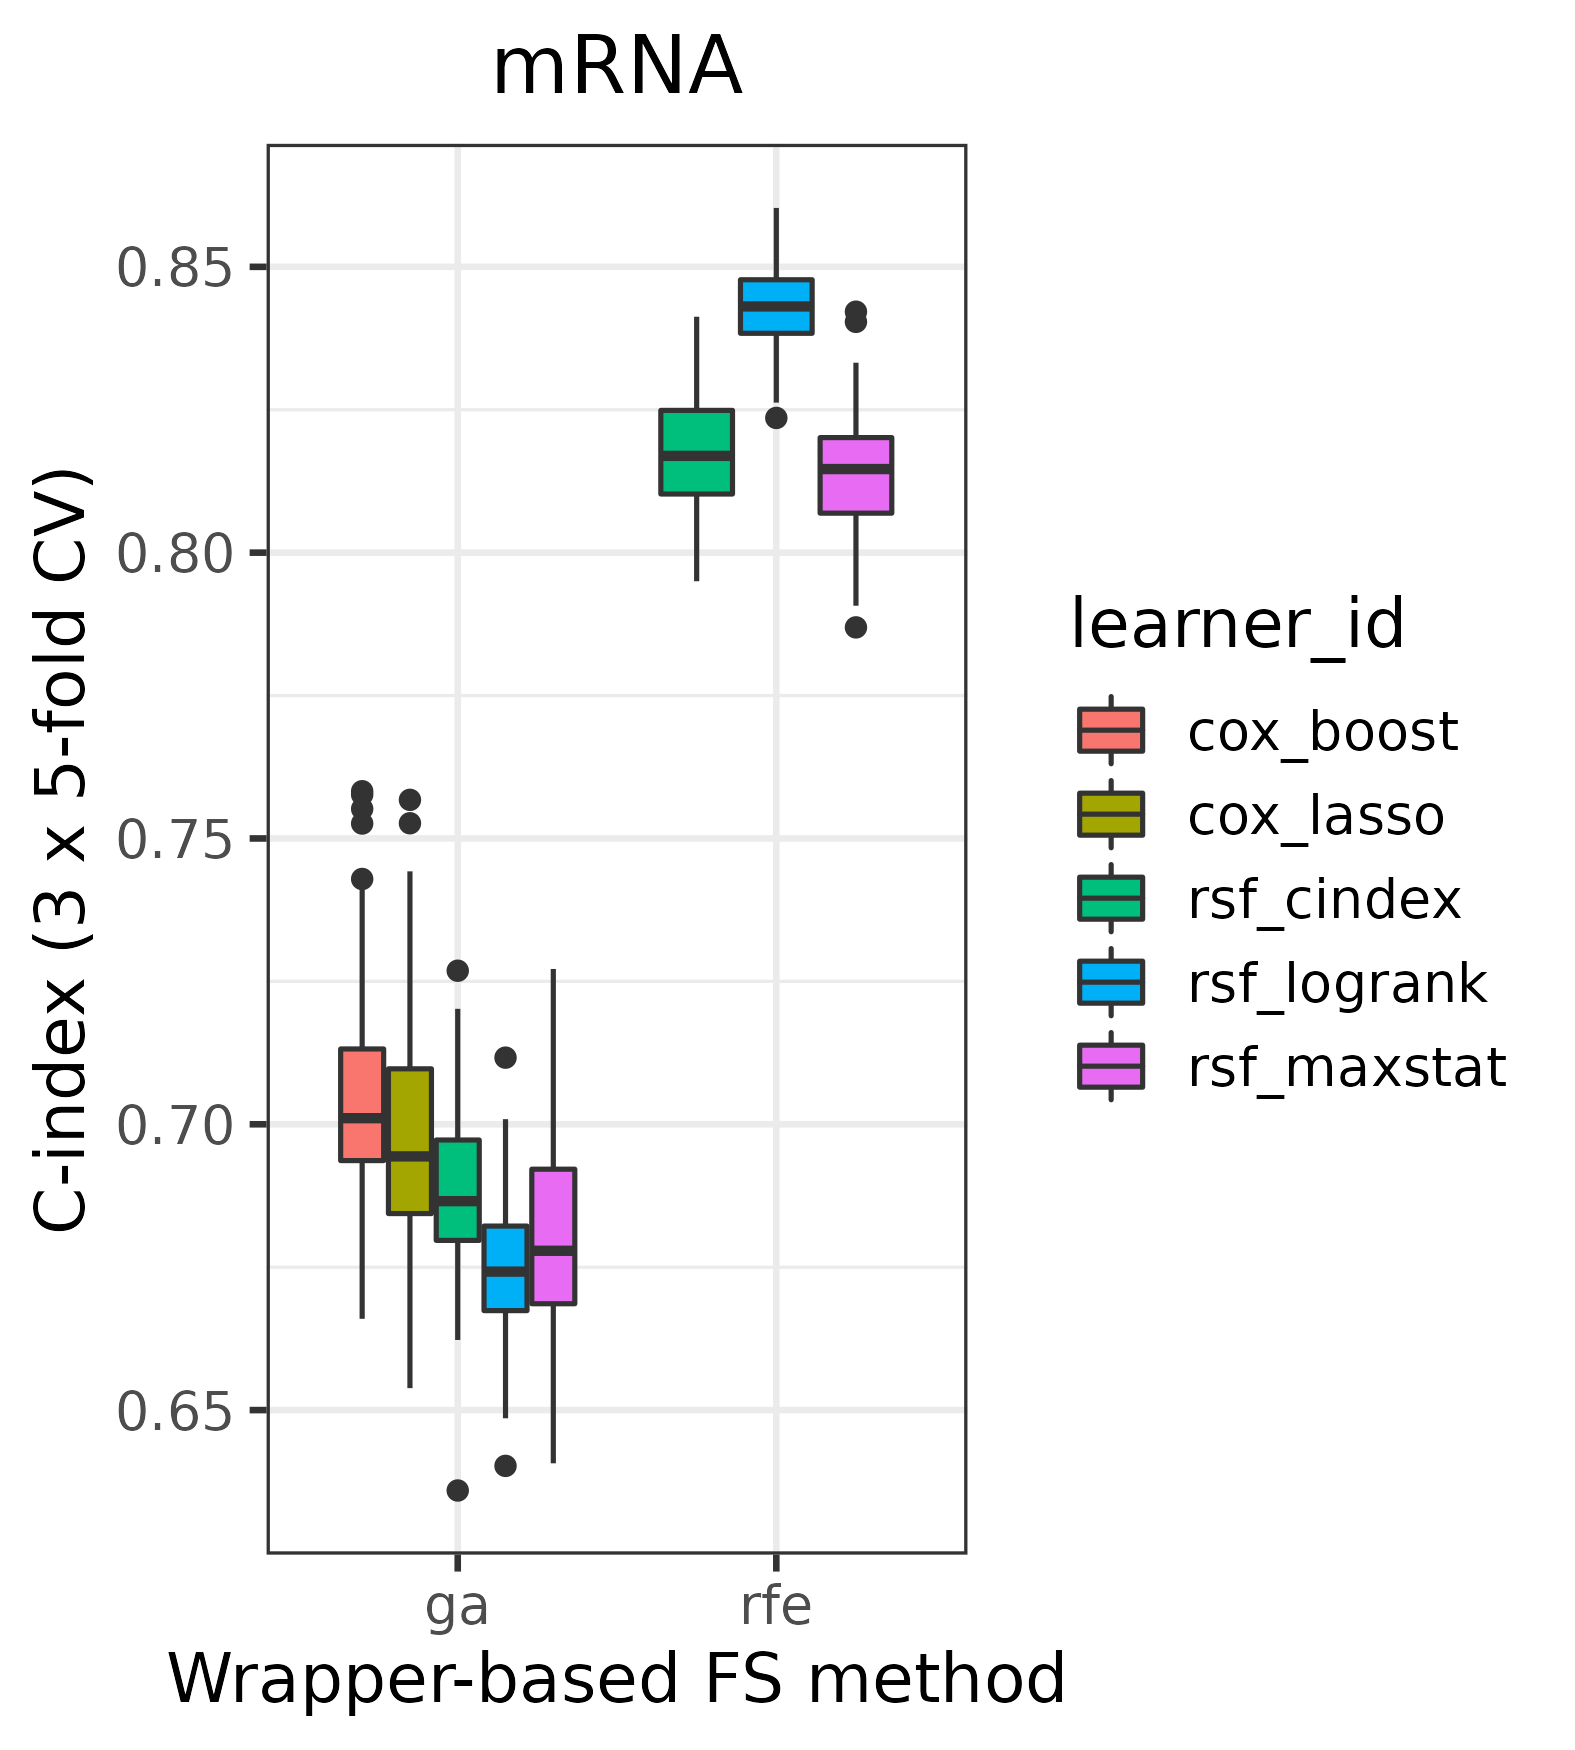 mRNA
C-index (3 x 5-fold CV)
0.85
0.80
0.75
0.70
0.65
ga
rfe
Wrapper-based FS method
learner_id
cox_boost
cox_lasso
rsf_cindex
rsf_logrank
rsf_maxstat